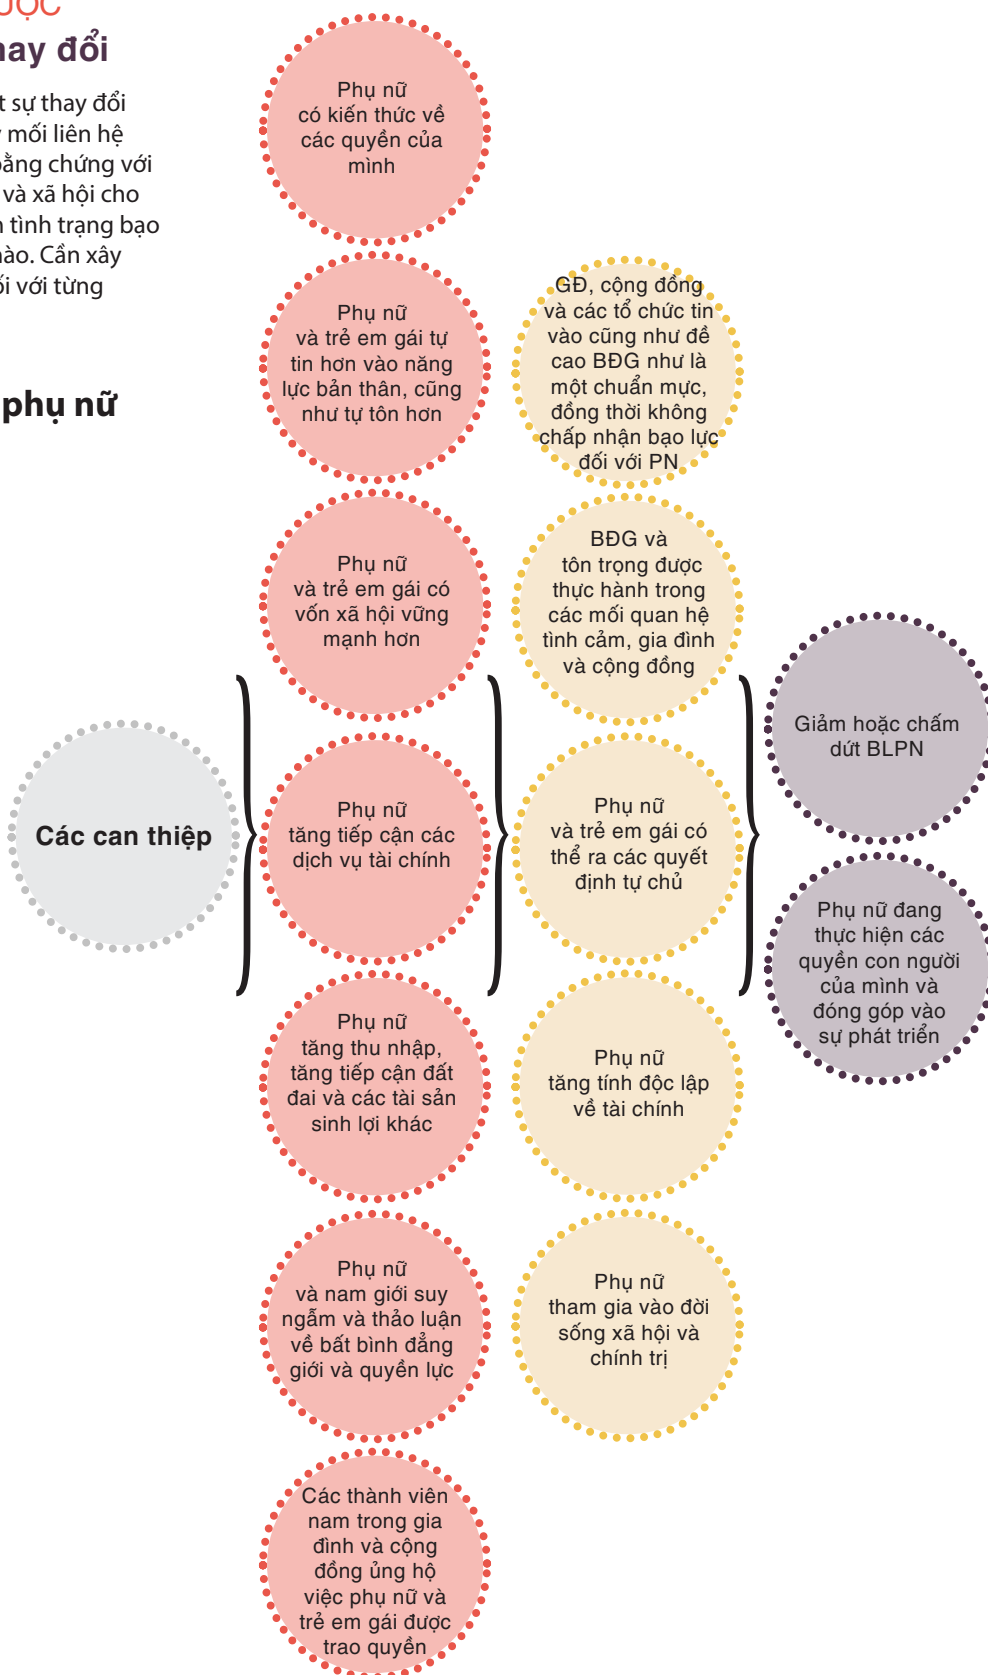 ƯỢC
hay đổi
t sự thay đổi
mối liên hệ
bằng chứng với
và xã hội cho
tình trạng bạo
nào. Cần xây
ối với từng
phụ nữ
Các can thiệp
Phụ nữ
có kiến thức về
các quyền của
mình
Phụ nữ
và trẻ em gái tự
tin hơn vào năng
lực bản thân, cũng
như tự tôn hơn
Phụ nữ
và trẻ em gái có
vốn xã hội vững
mạnh hơn
Phụ nữ
tăng tiếp cận các
dịch vụ tài chính
Phụ nữ
tăng thu nhập,
tăng tiếp cận đất
đai và các tài sản
sinh lợi khác
Phụ nữ
và nam giới suy
ngẫm và thảo luận
về bất bình đẳng
giới và quyền lực
Các thành viên
nam trong gia
đình và cộng
đồng ủng hộ
việc phụ nữ và
trẻ em gái được
trao quyền
GĐ, cộng đồng
và các tổ chức tin
vào cũng như đề
cao BĐG như là
một chuẩn mực,
đồng thời không
chấp nhận bạo lực
đối với PN
BĐG và
tôn trọng được
thực hành trong
các mối quan hệ
tình cảm, gia đình
và cộng đồng
Phụ nữ
và trẻ em gái có
thể ra các quyết
định tự chủ
Phụ nữ
tăng tính độc lập
về tài chính
Phụ nữ
tham gia vào đời
sống xã hội và
chính trị
Giảm hoặc chấm
dứt BLPN
Phụ nữ đang
thực hiện các
quyền con người
của mình và
đóng góp vào
sự phát triển